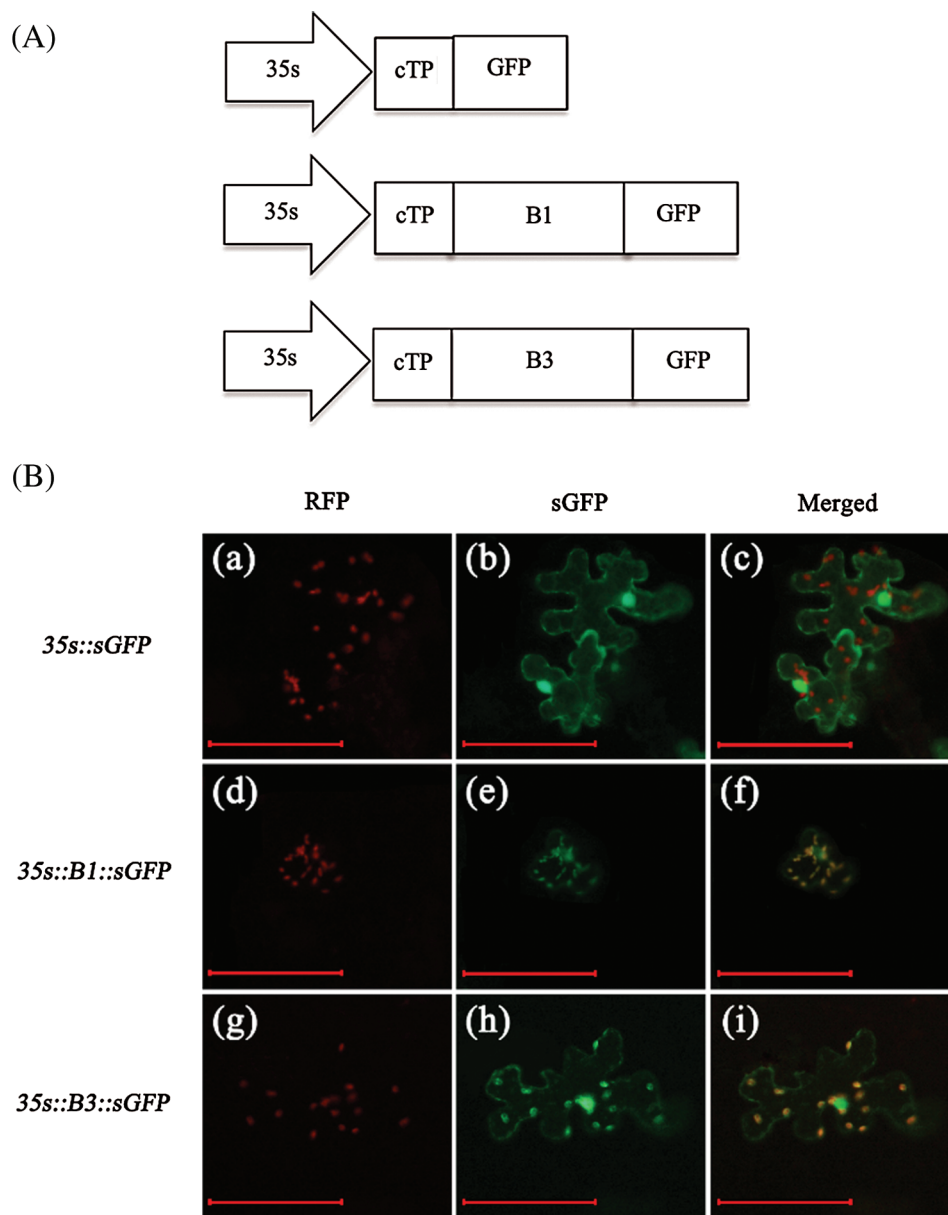 (A)
35s cTP GFP
35s cTP B1 GFP
35s cTP B3 GFP
(B)
RFP sGFP Merged
35s::sGFP (a) (b) (c)
35s::B1::sGFP (d) (e) (f)
35s::B3::sGFP (g) (h) (i)